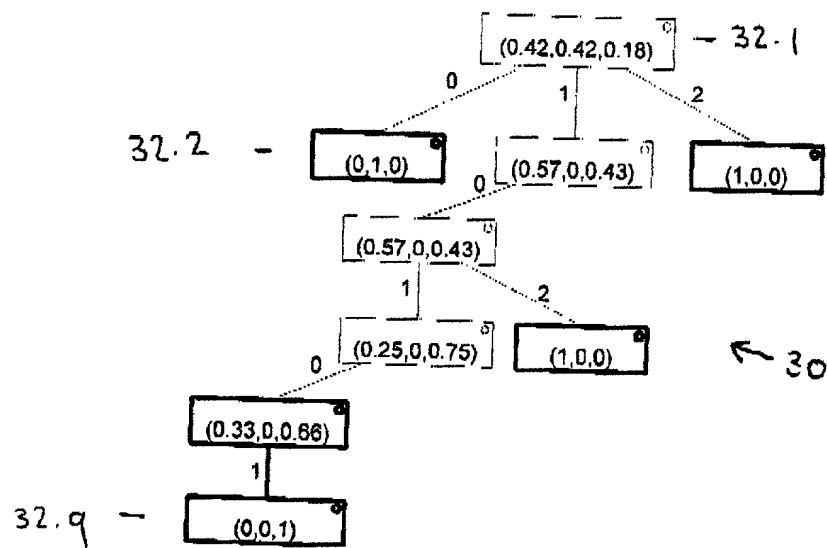 (0.42,0.42,0.18) - 32.1
0 1 2
32.2 - (0,1,0) (0.57,0,0.43) (1,0,0)
0
(0.57,0,0.43)
1 2
(0.25,0,0.75) (1,0,0) ← 30
0
(0.33,0,0.66)
1
32.9 - (0,0,1)